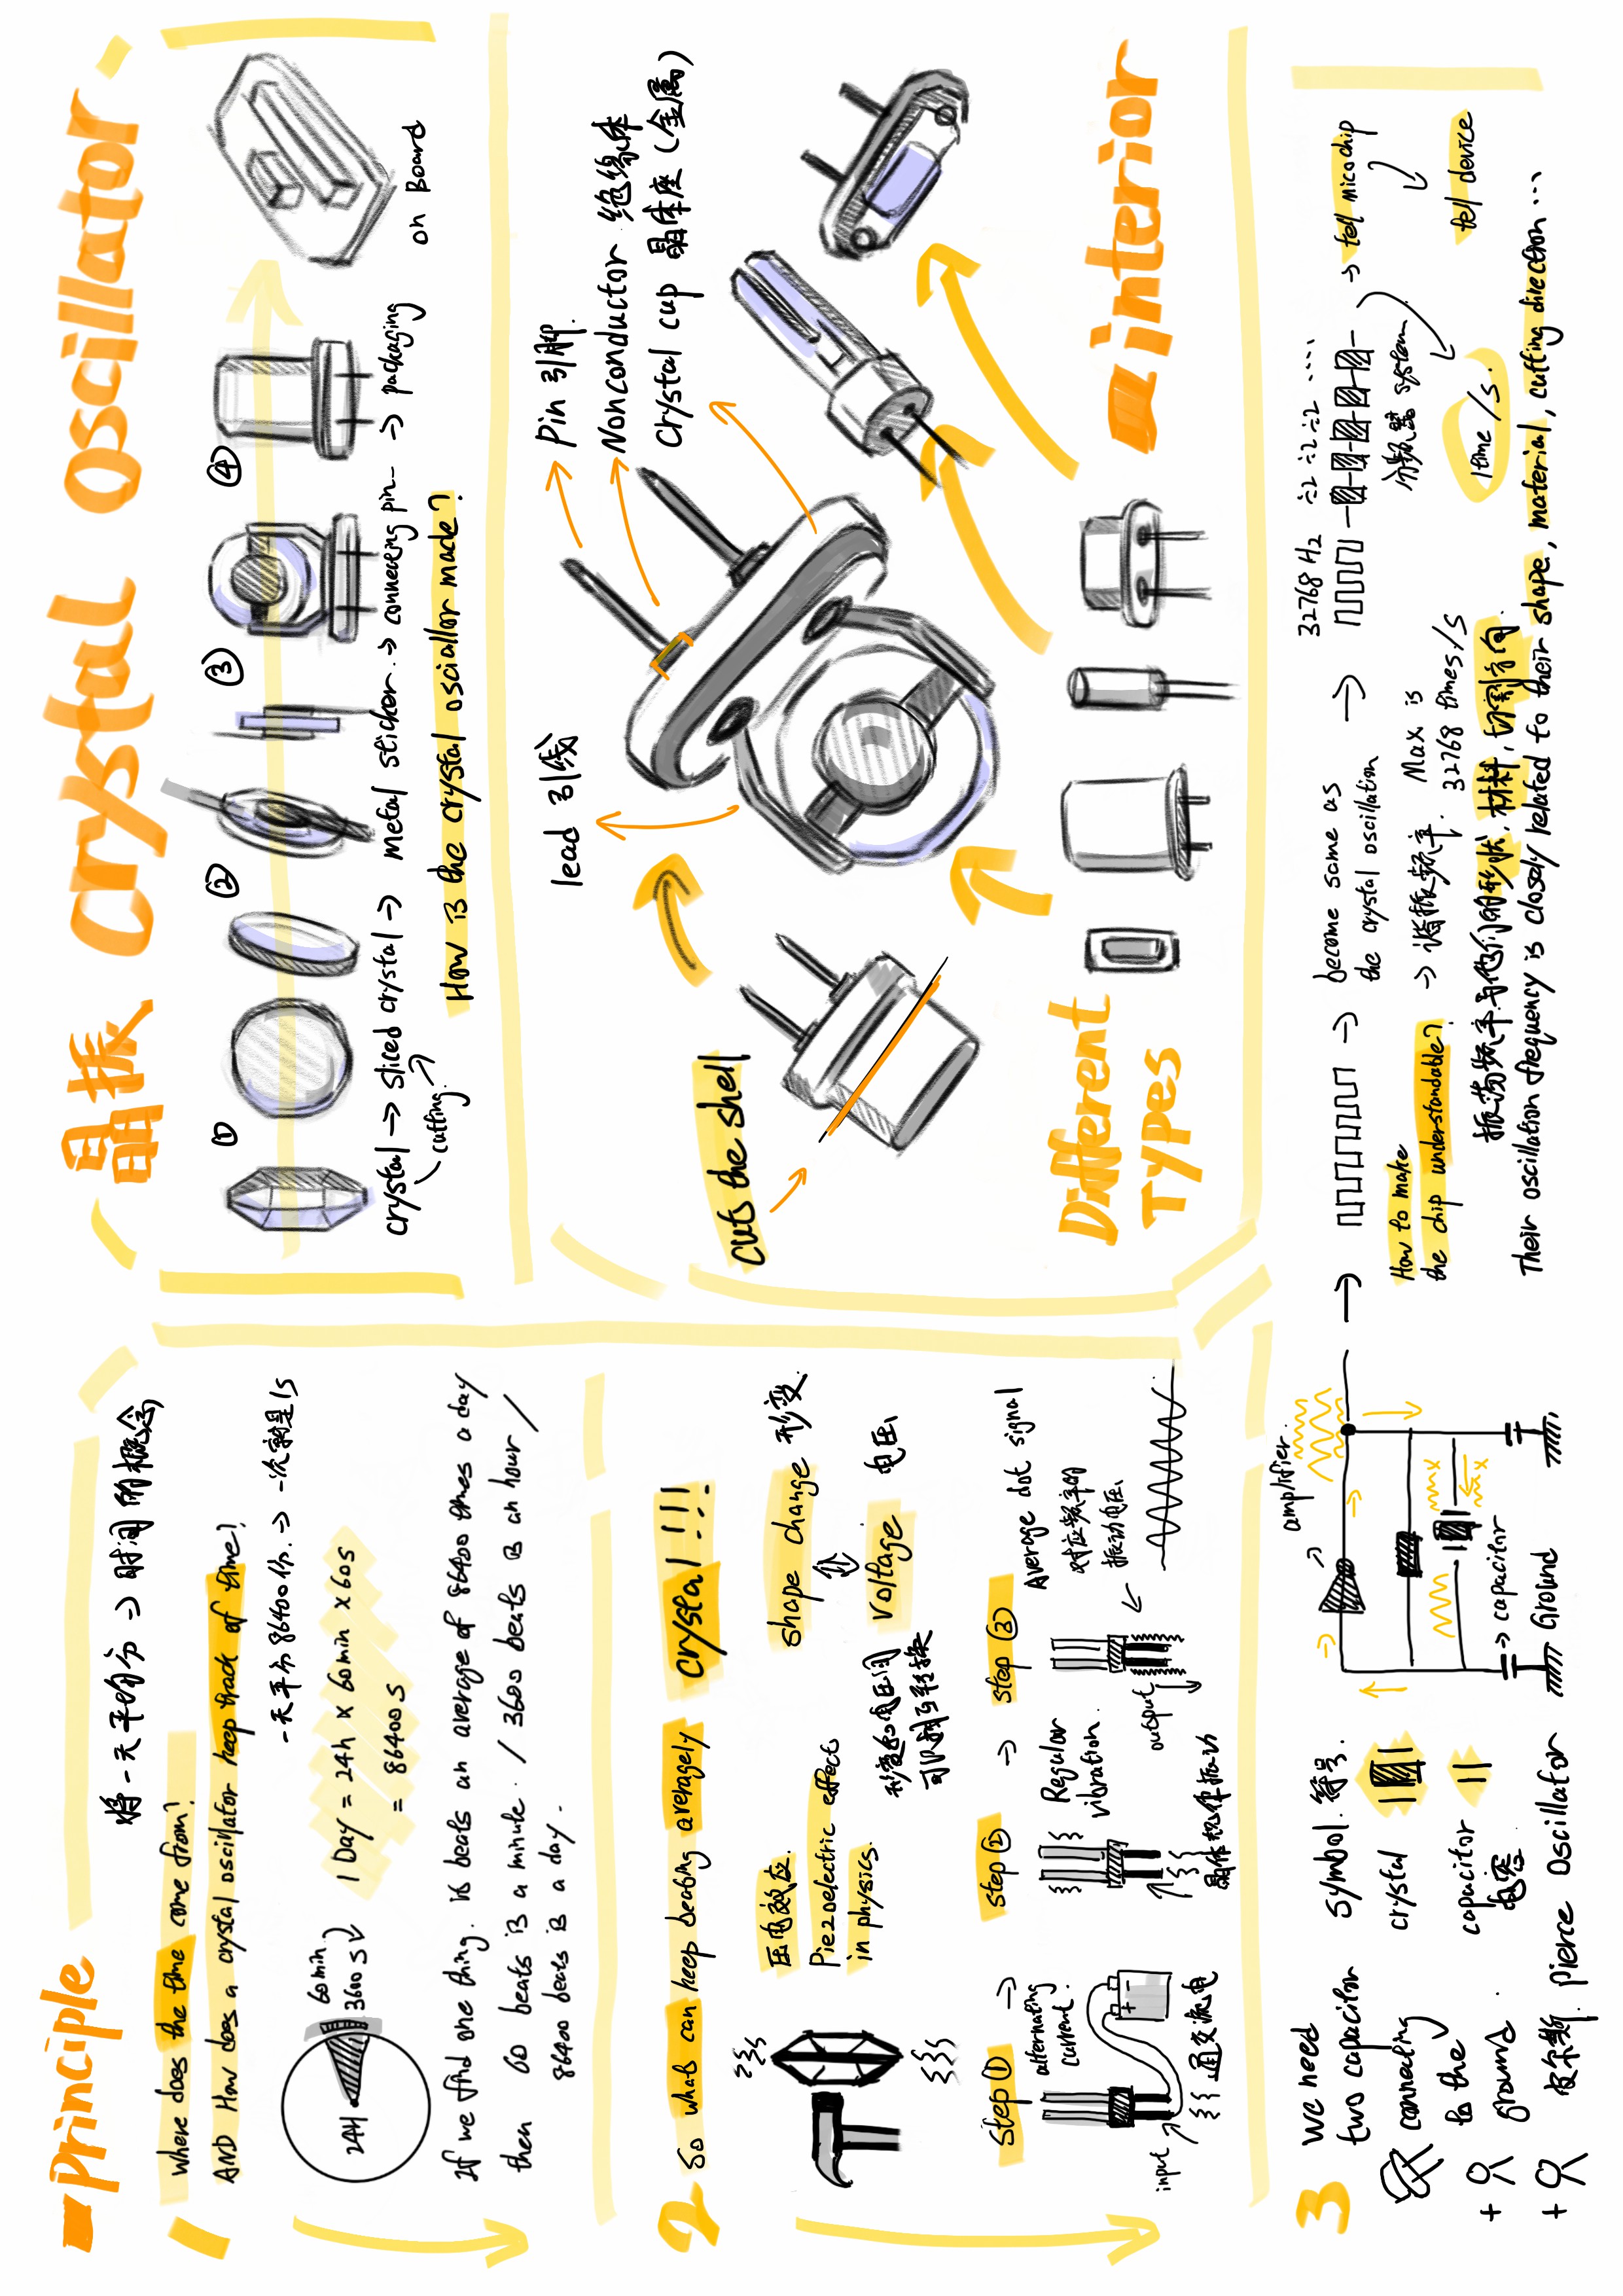 principle
将一天平均分 → 时间的概念
where does the time come from?
AND How does a crystal oscillator keep track of time?
一天平分86400份. → 一次就是1s
24H
60min
3600 s
1 Day = 24h × 60min × 60s
= 86400 s
If we find one thing. it's beats an average of 86400 times a day
then 60 beats is a minute. / 3600 beats is an hour /
86400 beats is a day.
2 So what can keep beating averagely crystal!!!
压电效应.
Piezoelectric effect
in physics.
shape change 形变.
voltage 电压
形变和电压间
可以相互转换
step ① →
alternating
current.
input
通交流电
step ② →
Regular
vibration.
晶体规律振动
step ③
Average dot signal
对应频率的
振动电压
output
3 we need
two capacitor
connecting
to the
ground.
+
+
symbol. 符号.
crystal
capacitor
电容
皮尔斯. pierce oscillator
amplifier.
→ capacitor
Ground
晶振 Crystal Oscillator
① ② ③ ④
crystal → sliced crystal → metal sticker. → connecting pin → packaging
cutting.
on Board
How is the crystal osciallor made?
lead 引线
Pin 引脚.
Nonconductor 绝缘体
Crystal cup 晶体座 (金属)
cuts the shell
Different
Types
interior
→ become same as
the crystal oscillation →
32768 Hz ÷2 ÷2 ÷2 ....
→ tell micochip
分频器 system
How to make
the chip understandable?
→ 谐振频率. Max is
32768 times/s
1time /s.
tell device
振荡频率与他们的形状, 材料, 切割方向.
Their oscillation frequency is closely related to their shape, material, cutting direction ...